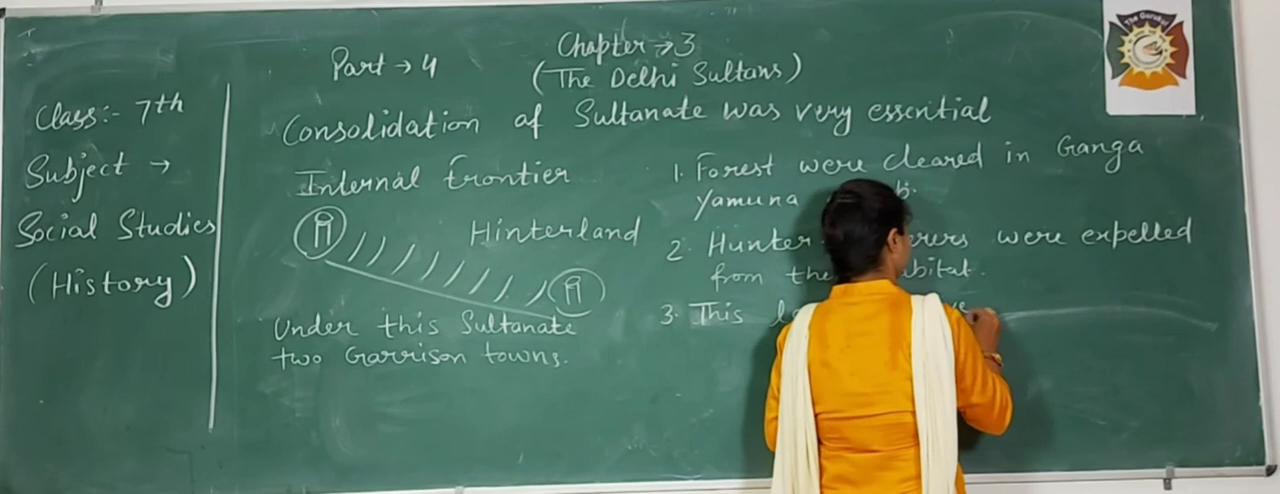 Class:- 7th
Subject →
Social Studies
(History)
Part → 4
Chapter → 3
(The Delhi Sultans)
Consolidation of Sultanate was very essential
Internal frontier
Hinterland
Under this Sultanate
two Garrison towns.
1. Forest were cleared in Ganga
Yamuna
2. Hunter were expelled
from
3. This
The Gurukul